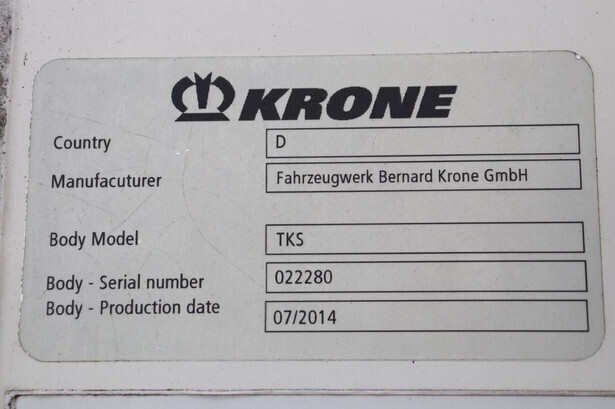 KRONE
Country D
Manufacuturer Fahrzeugwerk Bernard Krone GmbH
Body Model TKS
Body - Serial number 022280
Body - Production date 07/2014